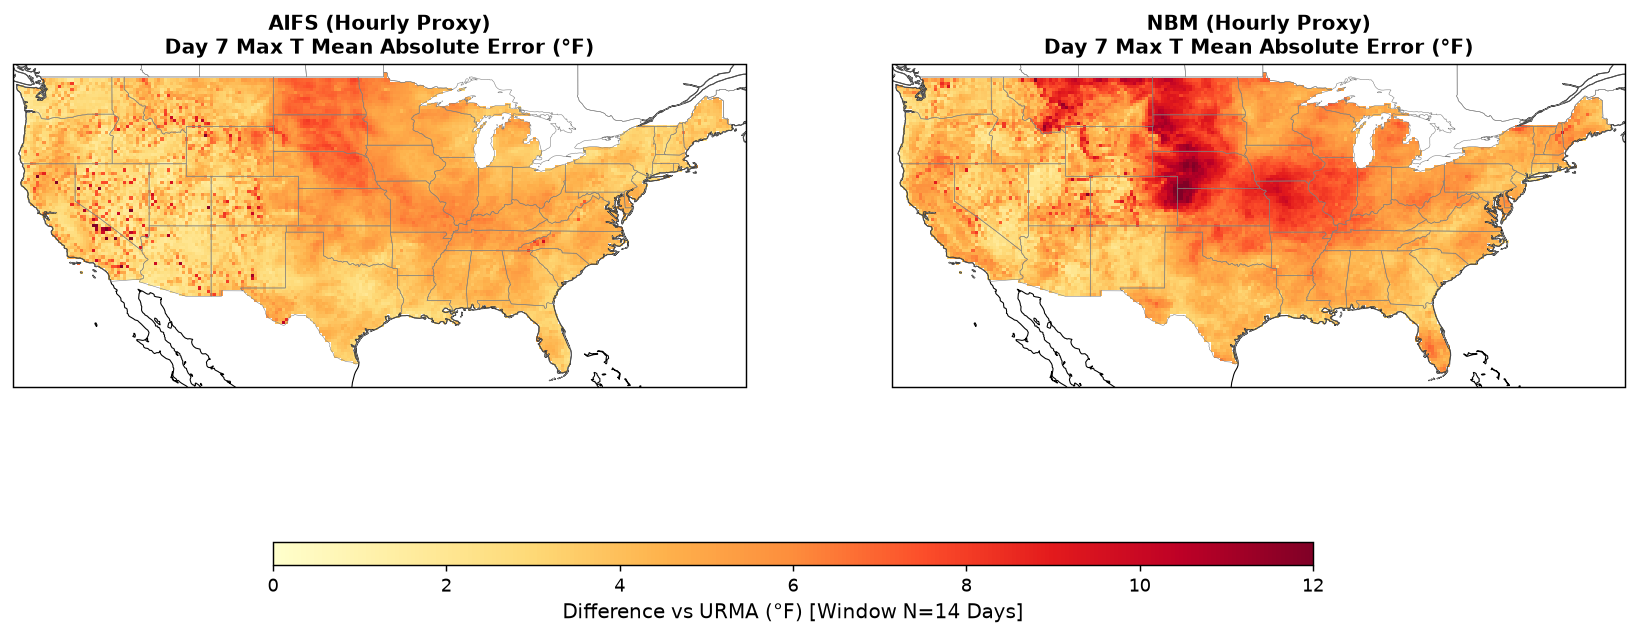 AIFS (Hourly Proxy)
Day 7 Max T Mean Absolute Error (°F)
NBM (Hourly Proxy)
Day 7 Max T Mean Absolute Error (°F)
0 2 4 6 8 10 12
Difference vs URMA (°F) [Window N=14 Days]